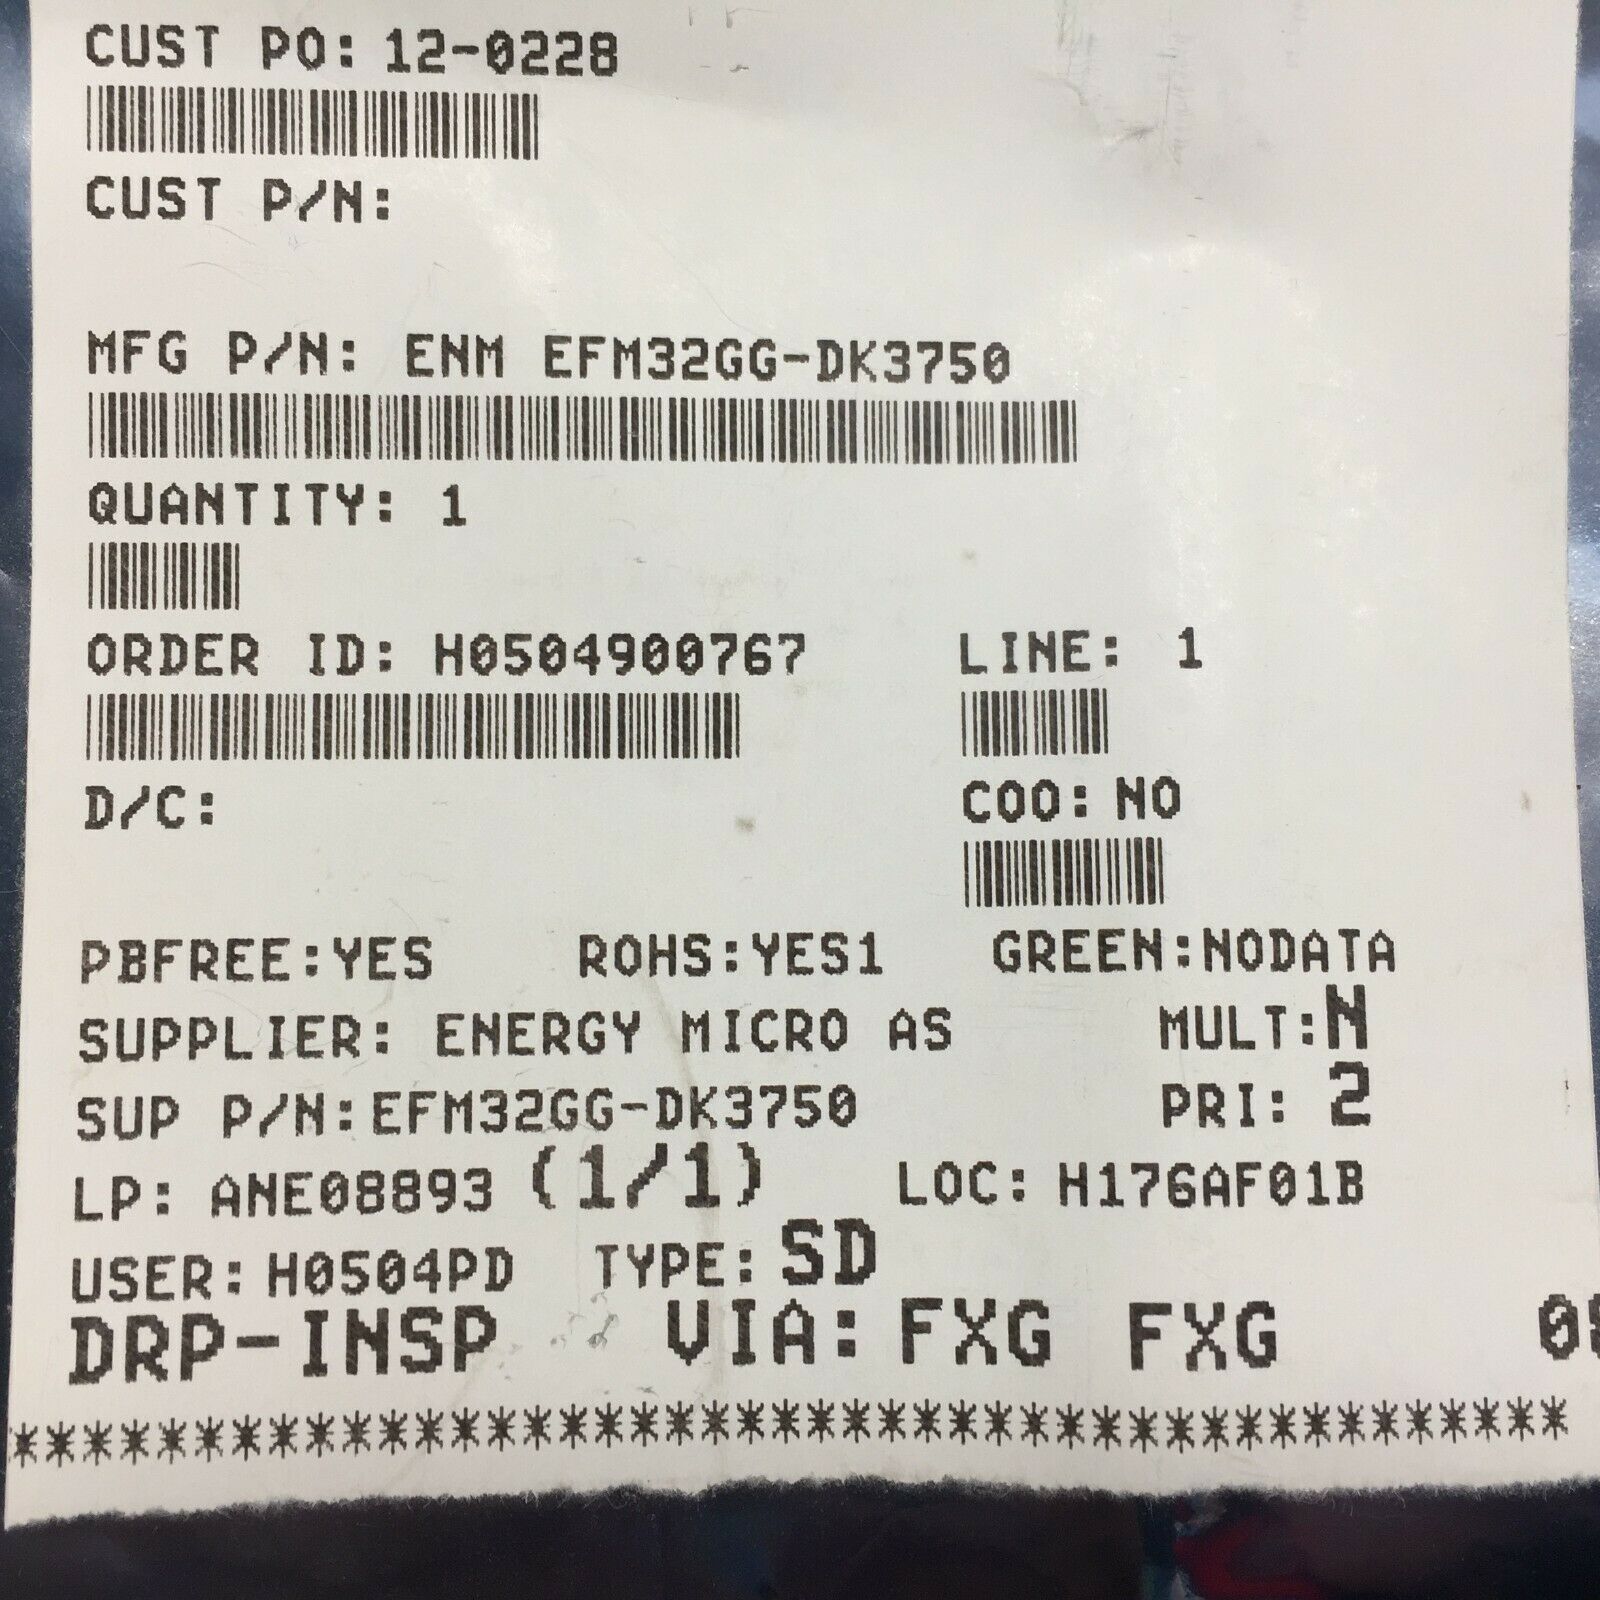 CUST PO: 12-0228
CUST P/N:
MFG P/N: ENM EFM32GG-DK3750
QUANTITY: 1
ORDER ID: H0504900767 LINE: 1
D/C: COO: NO
PBFREE:YES ROHS:YES1 GREEN:NODATA
SUPPLIER: ENERGY MICRO AS MULT:N
SUP P/N:EFM32GG-DK3750 PRI: 2
LP: ANE08893 (1/1) LOC: H176AF01B
USER: H0504PD TYPE: SD
DRP-INSP VIA: FXG FXG
************************************************